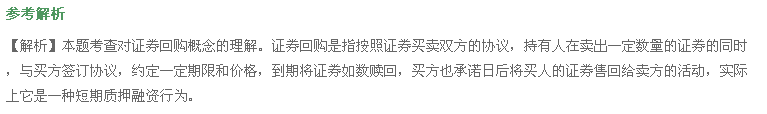 参考解析
【解析】本题考查对证券回购概念的理解。证券回购是指按照证券买卖双方的协议，持有人在卖出一定数量的证券的同时
，与买方签订协议，约定一定期限和价格，到期将证券如数赎回，买方也承诺日后将买人的证券售回给卖方的活动，实际
上它是一种短期质押融资行为。